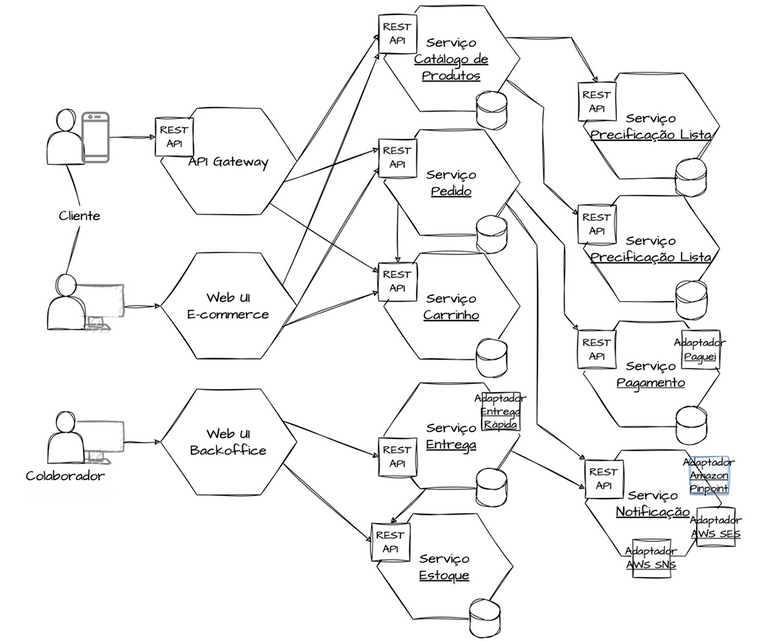 REST
API
Serviço
Catálogo de
Produtos
REST
API
Serviço
Precificação Lista
REST
API
API Gateway
Cliente
REST
API
Serviço
Pedido
REST
API
Serviço
Precificação Lista
Web UI
E-commerce
REST
API
Serviço
Carrinho
REST
API
Serviço
Pagamento
Adaptador
Paguei
Web UI
Backoffice
Colaborador
Adaptador
Entrega
Rápida
REST
API
Serviço
Entrega
REST
API
Serviço
Notificação
Adaptador
Amazon
Pinpoint
Adaptador
AWS SES
Adaptador
AWS SNS
REST
API
Serviço
Estoque